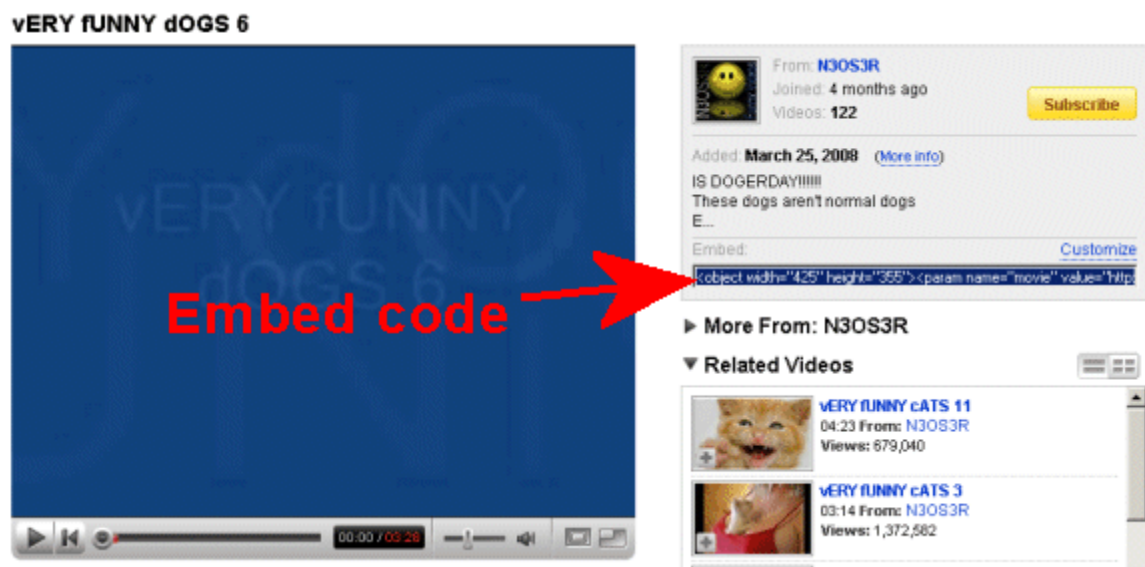 vERY fUNNY dOGS 6
vERY fUNNY
dOGS 6
Embed code
00:00 / 03:28
From: N3OS3R
Joined: 4 months ago
Videos: 122
Subscribe
Added: March 25, 2008 (More info)
IS DOGERDAY!!!!!!
These dogs aren't normal dogs
E...
Embed:
Customize
<object width="425" height="355"><param name="movie" value="http
More From: N3OS3R
Related Videos
vERY fUNNY cATS 11
04:23 From: N3OS3R
Views: 679,040
vERY fUNNY cATS 3
03:14 From: N3OS3R
Views: 1,372,582